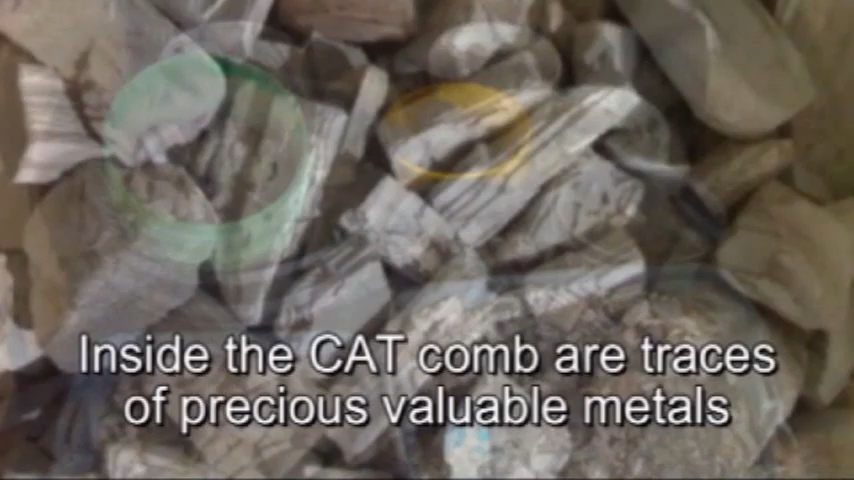 Inside the CAT comb are traces
of precious valuable metals